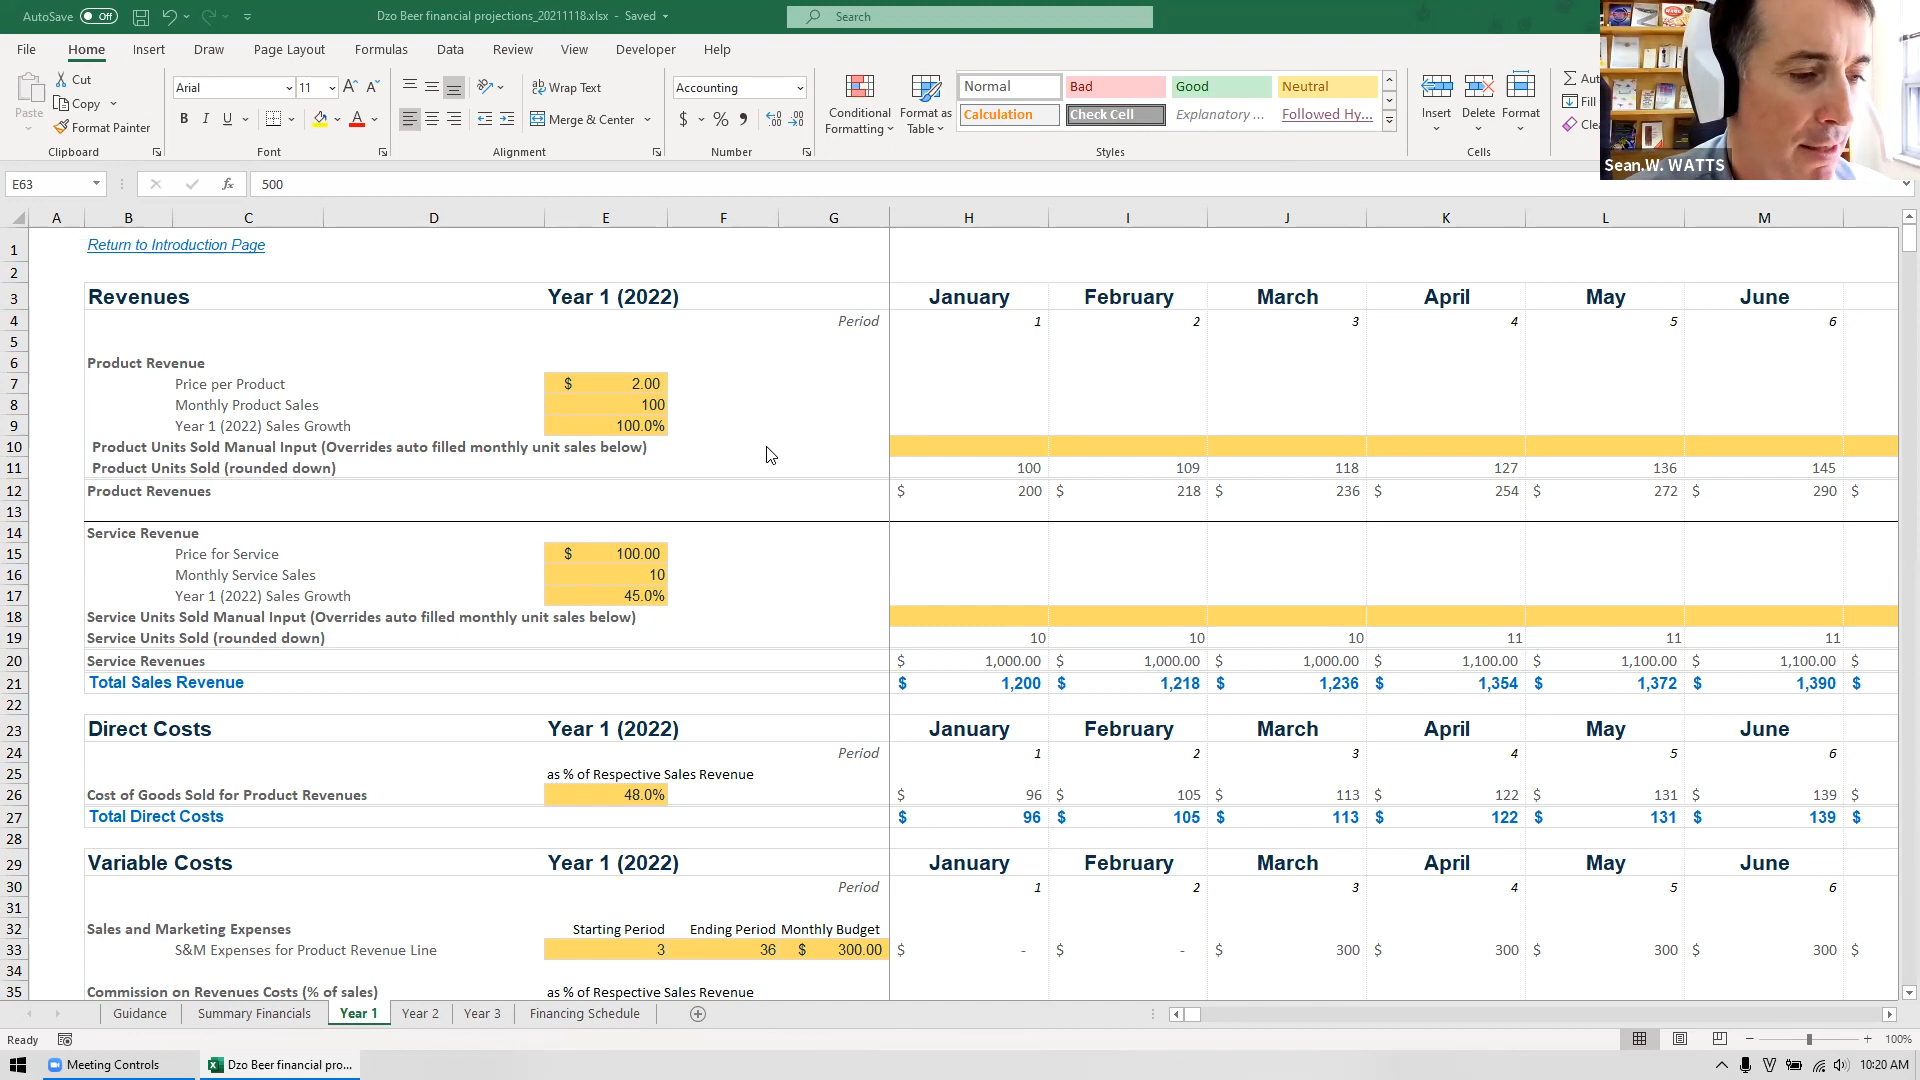 AutoSave Off Dzo Beer financial projections_20211118.xlsx - Saved Search
File Home Insert Draw Page Layout Formulas Data Review View Developer Help
Paste Cut Copy Format Painter Clipboard
Arial 11 B I U Font
Wrap Text Merge & Center Alignment
Accounting $ % Number
Conditional Formatting Format as Table
Normal Bad Good Neutral
Calculation Check Cell Explanatory ... Followed Hy...
Styles
Insert Delete Format Cells
Fill
Sean.W. WATTS
E63 fx 500
A B C D E F G H I J K L M
1 Return to Introduction Page
2
3 Revenues Year 1 (2022) January February March April May June
4 Period 1 2 3 4 5 6
5
6 Product Revenue
7 Price per Product $ 2.00
8 Monthly Product Sales 100
9 Year 1 (2022) Sales Growth 100.0%
10 Product Units Sold Manual Input (Overrides auto filled monthly unit sales below)
11 Product Units Sold (rounded down) 100 109 118 127 136 145
12 Product Revenues $ 200 $ 218 $ 236 $ 254 $ 272 $ 290 $
13
14 Service Revenue
15 Price for Service $ 100.00
16 Monthly Service Sales 10
17 Year 1 (2022) Sales Growth 45.0%
18 Service Units Sold Manual Input (Overrides auto filled monthly unit sales below)
19 Service Units Sold (rounded down) 10 10 10 11 11 11
20 Service Revenues $ 1,000.00 $ 1,000.00 $ 1,000.00 $ 1,100.00 $ 1,100.00 $ 1,100.00 $
21 Total Sales Revenue $ 1,200 $ 1,218 $ 1,236 $ 1,354 $ 1,372 $ 1,390 $
22
23 Direct Costs Year 1 (2022) January February March April May June
24 Period 1 2 3 4 5 6
25 as % of Respective Sales Revenue
26 Cost of Goods Sold for Product Revenues 48.0% $ 96 $ 105 $ 113 $ 122 $ 131 $ 139 $
27 Total Direct Costs $ 96 $ 105 $ 113 $ 122 $ 131 $ 139 $
28
29 Variable Costs Year 1 (2022) January February March April May June
30 Period 1 2 3 4 5 6
31
32 Sales and Marketing Expenses Starting Period Ending Period Monthly Budget
33 S&M Expenses for Product Revenue Line 3 36 $ 300.00 $ - $ - $ 300 $ 300 $ 300 $ 300 $
34
35 Commission on Revenues Costs (% of sales) as % of Respective Sales Revenue
Guidance Summary Financials Year 1 Year 2 Year 3 Financing Schedule
Ready 100%
Meeting Controls Dzo Beer financial pro... 10:20 AM